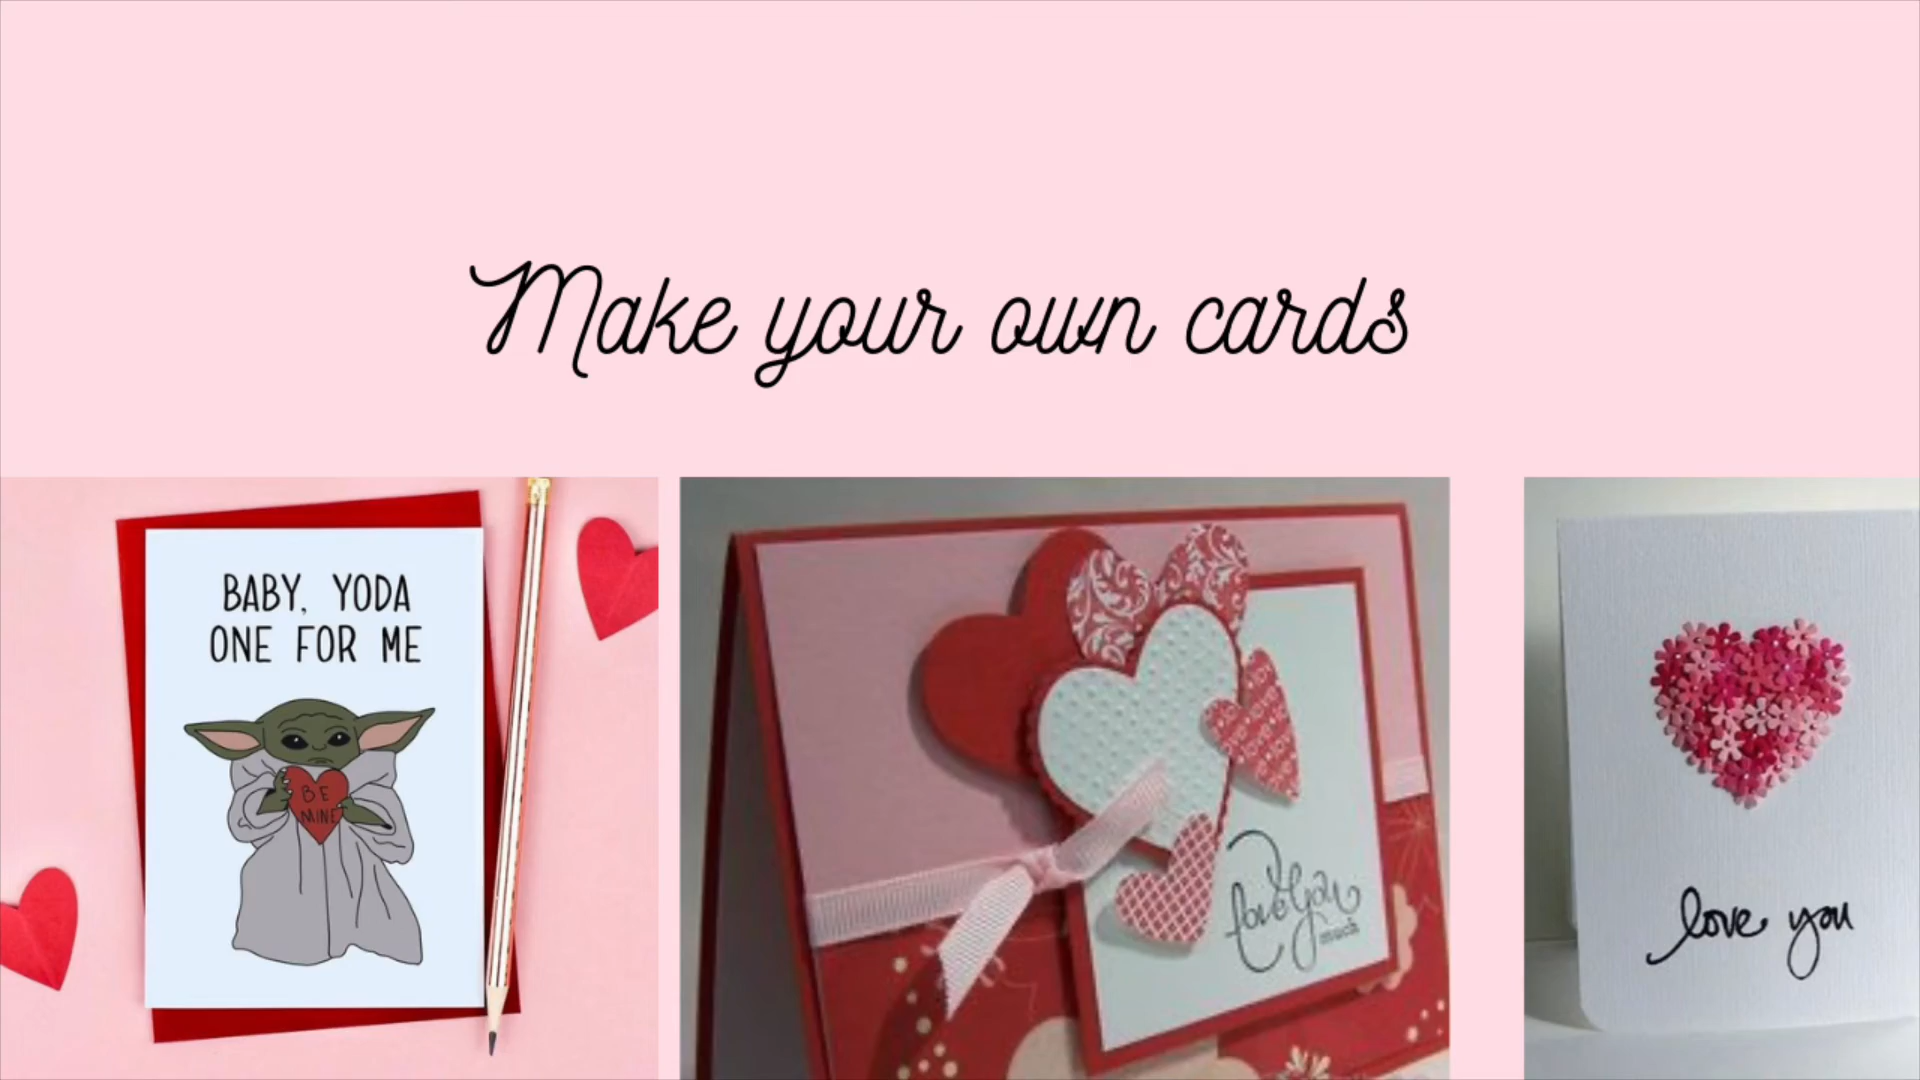 Make your own cards
BABY, YODA
ONE FOR ME
BE
MINE
love you
much
love you